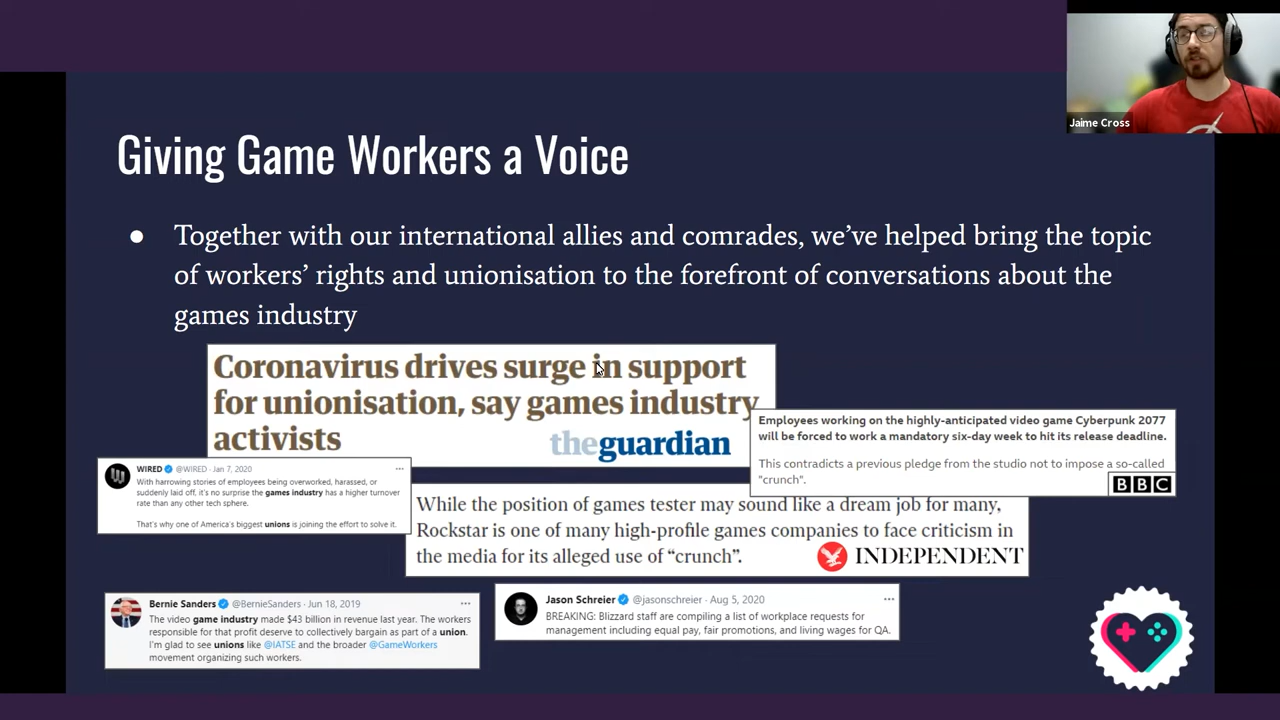 Jaime Cross
Giving Game Workers a Voice
● Together with our international allies and comrades, we’ve helped bring the topic
of workers’ rights and unionisation to the forefront of conversations about the
games industry
Coronavirus drives surge in support
for unionisation, say games industry
activists
theguardian
Employees working on the highly-anticipated video game Cyberpunk 2077
will be forced to work a mandatory six-day week to hit its release deadline.
This contradicts a previous pledge from the studio not to impose a so-called
"crunch".
BBC
WIRED @WIRED · Jan 7, 2020
With harrowing stories of employees being overworked, harassed, or
suddenly laid off, it's no surprise the games industry has a higher turnover
rate than any other tech sphere.
That's why one of America's biggest unions is joining the effort to solve it.
While the position of games tester may sound like a dream job for many,
Rockstar is one of many high-profile games companies to face criticism in
the media for its alleged use of “crunch”.
INDEPENDENT
Bernie Sanders @BernieSanders · Jun 18, 2019
The video game industry made $43 billion in revenue last year. The workers
responsible for that profit deserve to collectively bargain as part of a union.
I'm glad to see unions like @IATSE and the broader @GameWorkers
movement organizing such workers.
Jason Schreier @jasonschreier · Aug 5, 2020
BREAKING: Blizzard staff are compiling a list of workplace requests for
management including equal pay, fair promotions, and living wages for QA.